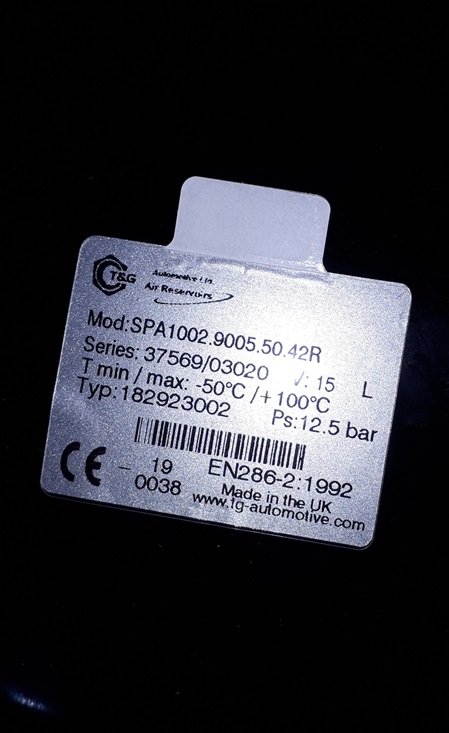 T&G Automotive Ltd
Air Reservoirs
Mod:SPA1002.9005.50.42R
Series: 37569/03020 V: 15 L
T min / max: -50°C /+100°C
Typ:182923002 Ps:12.5 bar
CE - 19 EN286-2:1992
0038 Made in the UK
www.tg-automotive.com